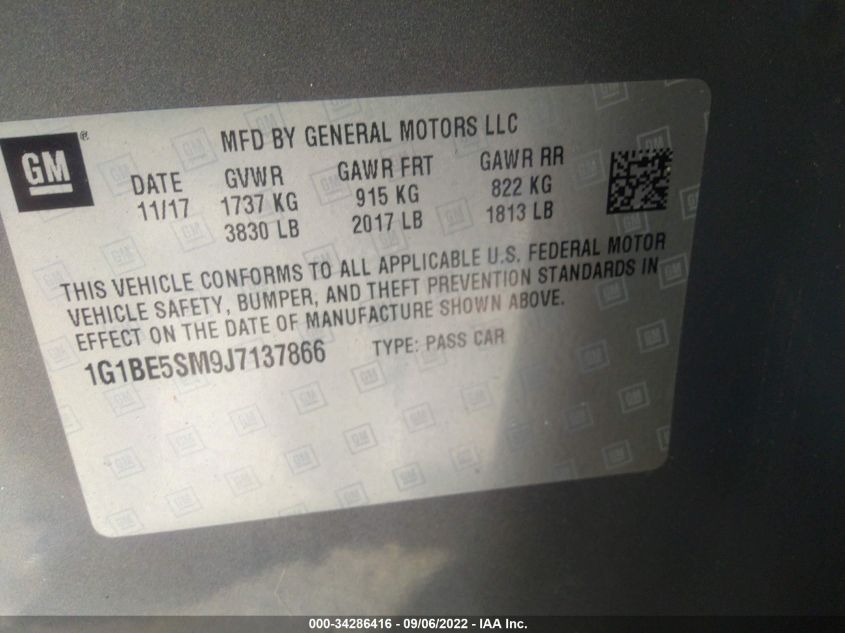 MFD BY GENERAL MOTORS LLC
GM®
DATE GVWR GAWR FRT GAWR RR
11/17 1737 KG 915 KG 822 KG
3830 LB 2017 LB 1813 LB
THIS VEHICLE CONFORMS TO ALL APPLICABLE U.S. FEDERAL MOTOR
VEHICLE SAFETY, BUMPER, AND THEFT PREVENTION STANDARDS IN
EFFECT ON THE DATE OF MANUFACTURE SHOWN ABOVE.
1G1BE5SM9J7137866 TYPE: PASS CAR
000-34286416 - 09/06/2022 - IAA Inc.